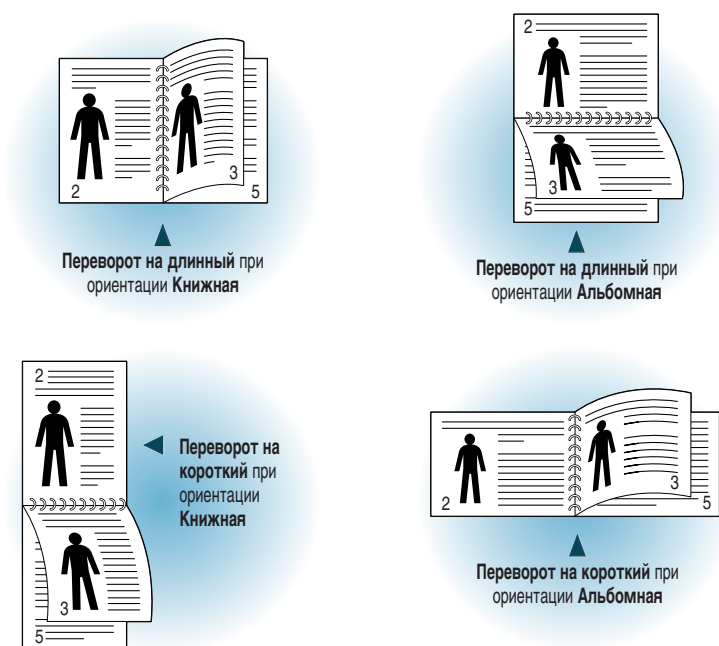 2
3
5
Переворот на длинный при
ориентации Книжная
2
3
5
Переворот на длинный при
ориентации Альбомная
2
3
5
Переворот на
короткий при
ориентации
Книжная
2
3
5
Переворот на короткий при
ориентации Альбомная